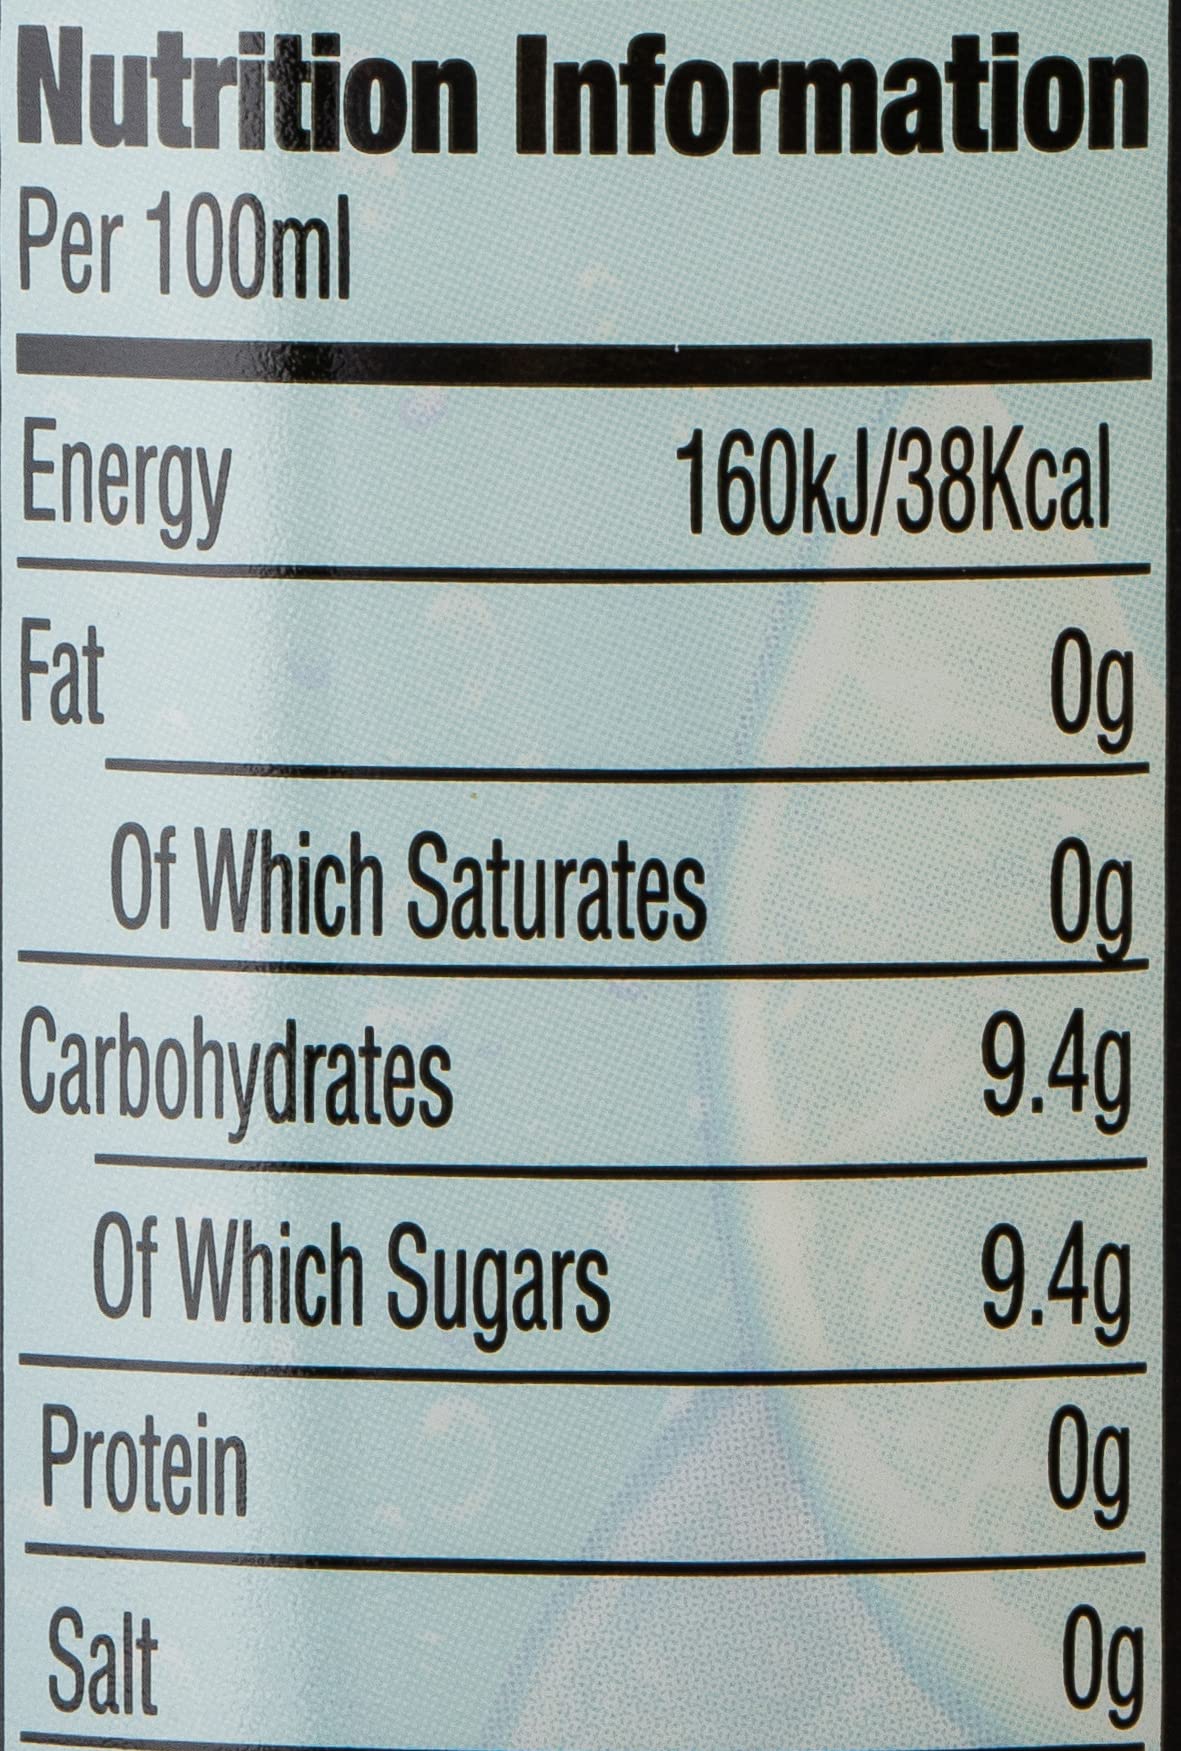 Nutrition Information
Per 100ml
Energy 160kJ/38Kcal
Fat 0g
Of Which Saturates 0g
Carbohydrates 9.4g
Of Which Sugars 9.4g
Protein 0g
Salt 0g